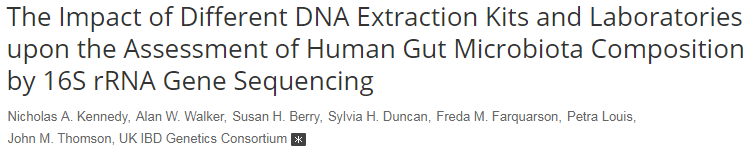 The Impact of Different DNA Extraction Kits and Laboratories
upon the Assessment of Human Gut Microbiota Composition
by 16S rRNA Gene Sequencing
Nicholas A. Kennedy, Alan W. Walker, Susan H. Berry, Sylvia H. Duncan, Freda M. Farquarson, Petra Louis,
John M. Thomson, UK IBD Genetics Consortium